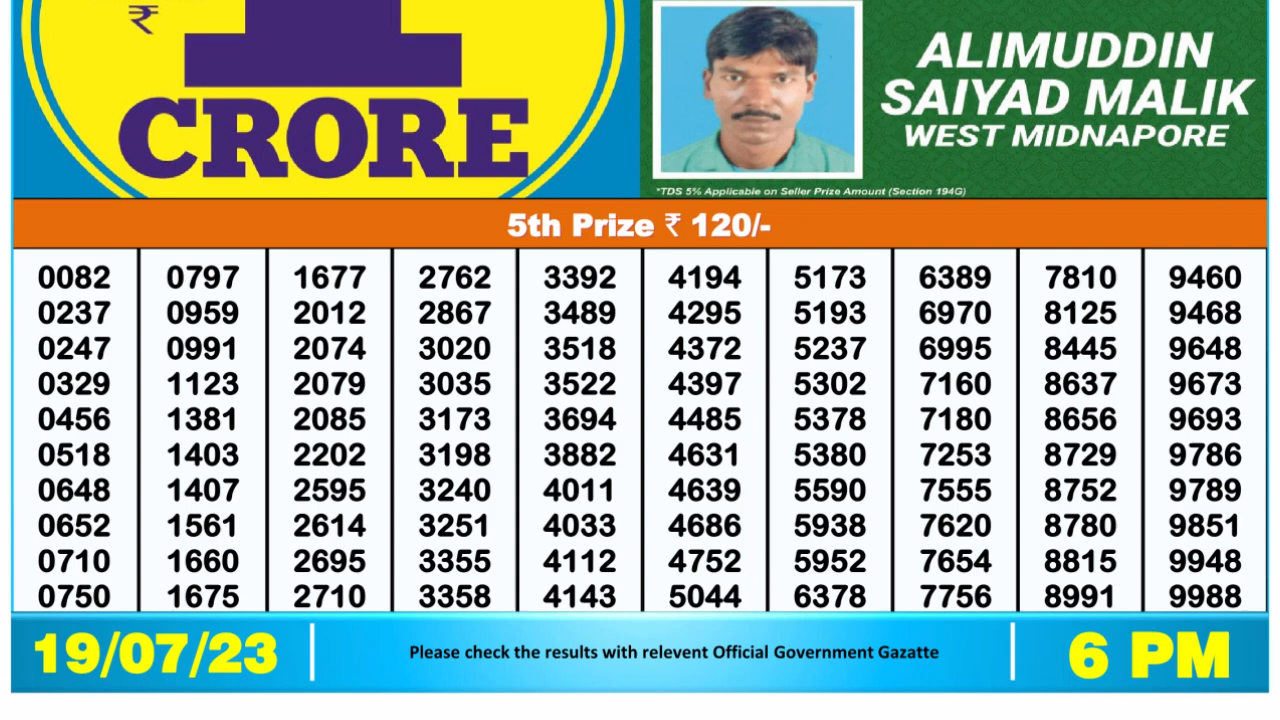 ₹ 1
CRORE
ALIMUDDIN
SAIYAD MALIK
WEST MIDNAPORE
*TDS 5% Applicable on Seller Prize Amount (Section 194G)
5th Prize ₹ 120/-
0082 0797 1677 2762 3392 4194 5173 6389 7810 9460
0237 0959 2012 2867 3489 4295 5193 6970 8125 9468
0247 0991 2074 3020 3518 4372 5237 6995 8445 9648
0329 1123 2079 3035 3522 4397 5302 7160 8637 9673
0456 1381 2085 3173 3694 4485 5378 7180 8656 9693
0518 1403 2202 3198 3882 4631 5380 7253 8729 9786
0648 1407 2595 3240 4011 4639 5590 7555 8752 9789
0652 1561 2614 3251 4033 4686 5938 7620 8780 9851
0710 1660 2695 3355 4112 4752 5952 7654 8815 9948
0750 1675 2710 3358 4143 5044 6378 7756 8991 9988
19/07/23 Please check the results with relevent Official Government Gazatte 6 PM